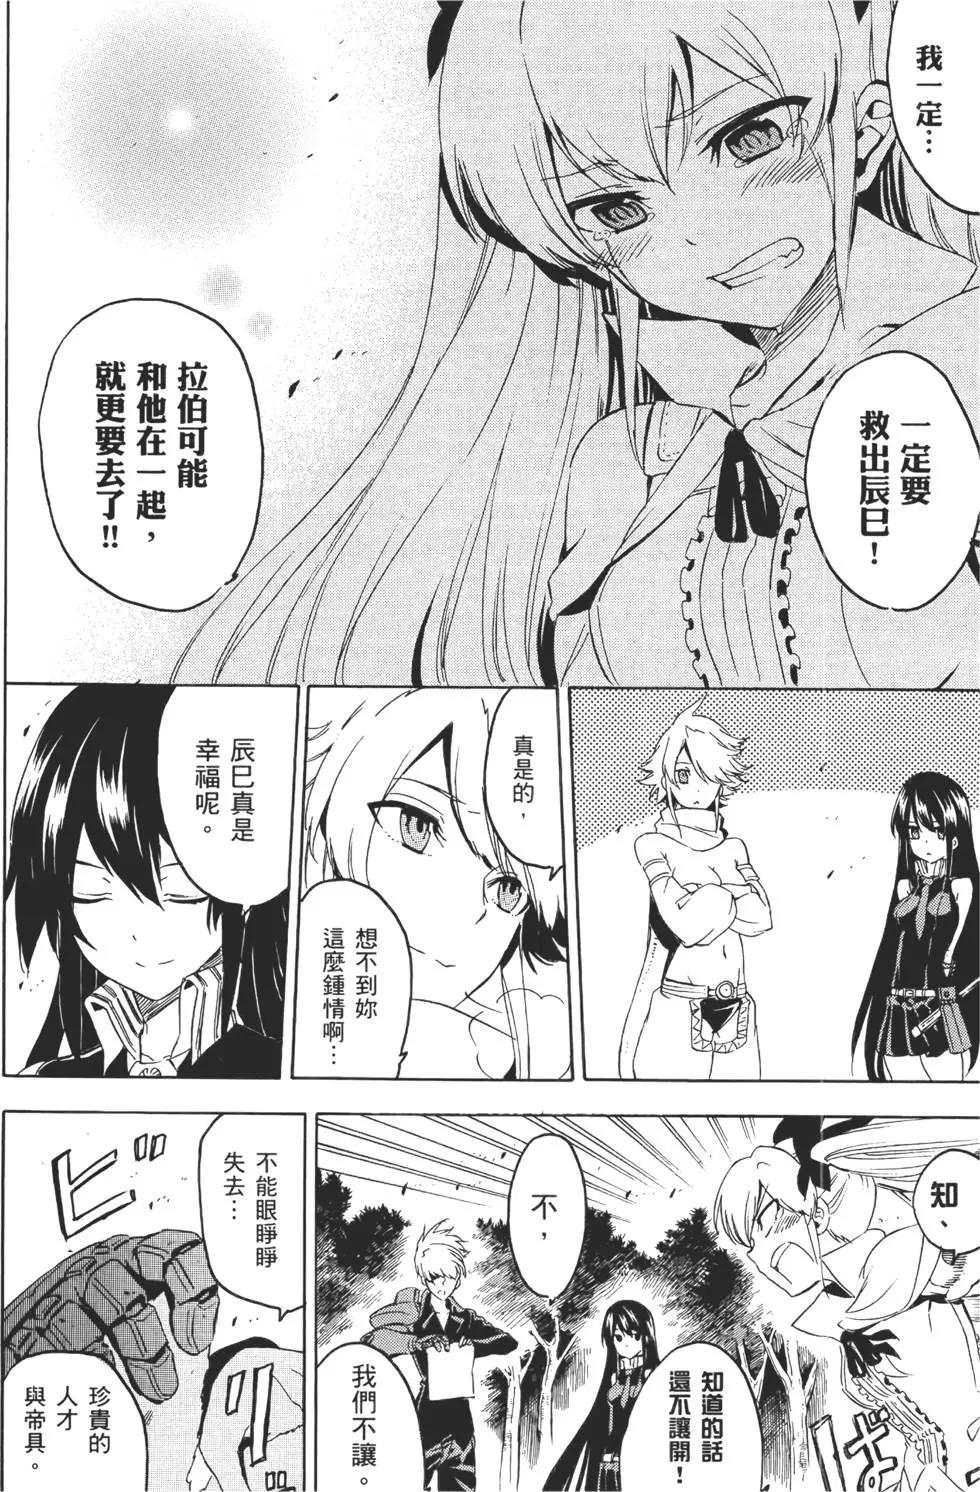 我一定…
一定要
救出辰巳！
拉伯可能
和他在一起，
就更要去了!!
真是的，
想不到妳
這麼鍾情啊…
辰巳真是
幸福呢。
知、
知道的話
還不讓開！
不，
我們不讓。
不能眼睜睜
失去…
珍貴的
人才
與帝具。
ビ